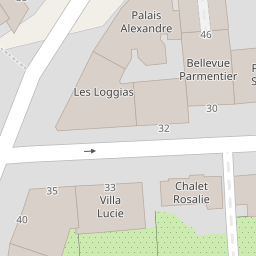 Palais
Alexandre
46
Bellevue
Parmentier
Les Loggias
30
32
35
33
Villa
Lucie
Chalet
Rosalie
40